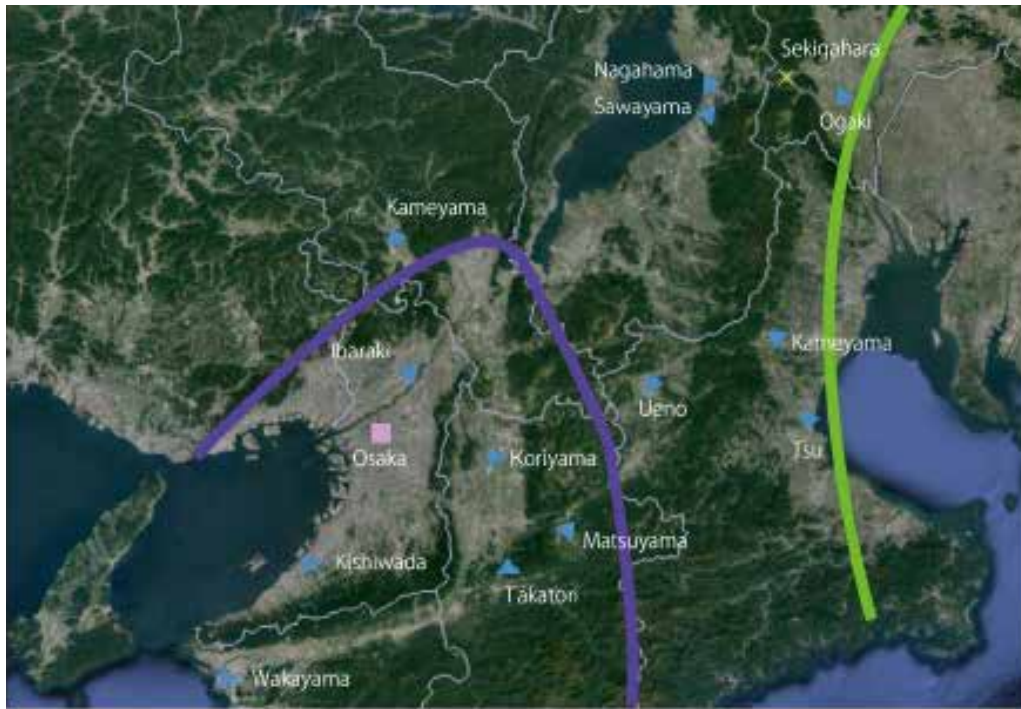 Sekigahara
Nagahama
Sawayama
Ogaki
Kameyama
Kameyama
Ibaraki
Ueno
Tsu
Osaka
Koriyama
Matsuyama
Kishiwada
Takatori
Wakayama